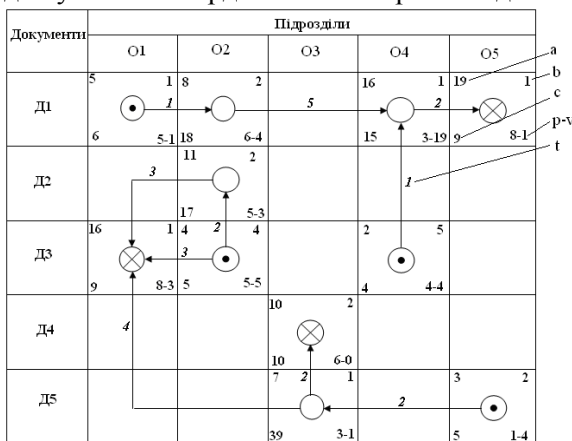 Підрозділи
Документи
О1 О2 О3 О4 О5
5 1 8 2 16 1 19 1 a
b
Д1 1 5 2 c
6 5-1 18 6-4 15 3-19 9 8-1 p-v
11 2 t
3 1
Д2
17 5-3
16 1 4 2 4 2 5
Д3 3
9 8-3 5 5-5 4 4-4
10 2
Д4 4
10 6-0
7 2 1 3 2
Д5 2
39 3-1 5 1-4